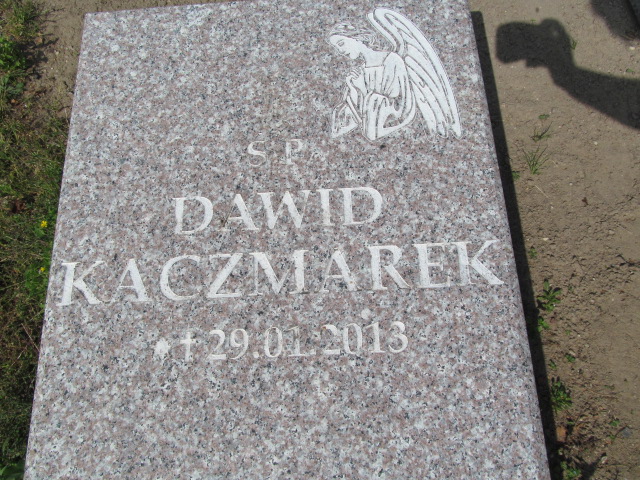 S P
DAWID
KACZMAREK
* † 29.01.2013